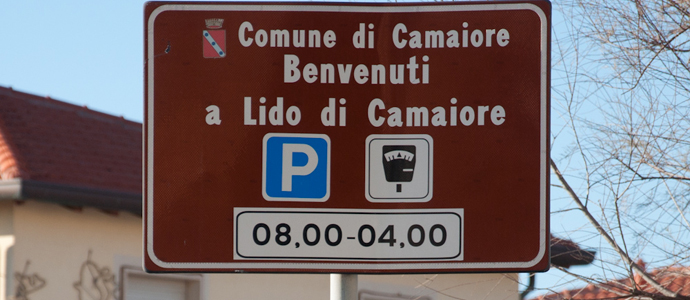 Comune di Camaiore
Benvenuti
a Lido di Camaiore
P
08,00-04,00